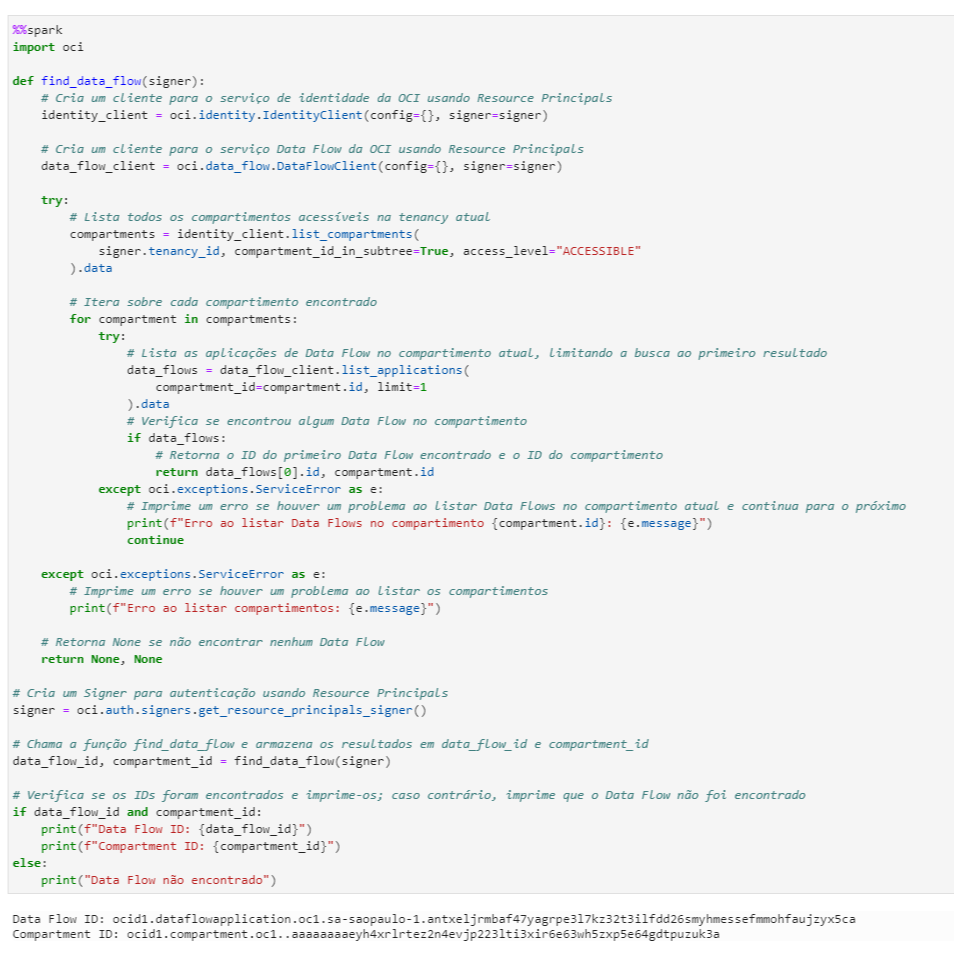 %%spark
import oci

def find_data_flow(signer):
    # Cria um cliente para o serviço de identidade da OCI usando Resource Principals
    identity_client = oci.identity.IdentityClient(config={}, signer=signer)

    # Cria um cliente para o serviço Data Flow da OCI usando Resource Principals
    data_flow_client = oci.data_flow.DataFlowClient(config={}, signer=signer)

    try:
        # Lista todos os compartimentos acessíveis na tenancy atual
        compartments = identity_client.list_compartments(
            signer.tenancy_id, compartment_id_in_subtree=True, access_level="ACCESSIBLE"
        ).data

        # Itera sobre cada compartimento encontrado
        for compartment in compartments:
            try:
                # Lista as aplicações de Data Flow no compartimento atual, limitando a busca ao primeiro resultado
                data_flows = data_flow_client.list_applications(
                    compartment_id=compartment.id, limit=1
                ).data
                # Verifica se encontrou algum Data Flow no compartimento
                if data_flows:
                    # Retorna o ID do primeiro Data Flow encontrado e o ID do compartimento
                    return data_flows[0].id, compartment.id
            except oci.exceptions.ServiceError as e:
                # Imprime um erro se houver um problema ao listar Data Flows no compartimento atual e continua para o próximo
                print(f"Erro ao listar Data Flows no compartimento {compartment.id}: {e.message}")
                continue

    except oci.exceptions.ServiceError as e:
        # Imprime um erro se houver um problema ao listar os compartimentos
        print(f"Erro ao listar compartimentos: {e.message}")

    # Retorna None se não encontrar nenhum Data Flow
    return None, None

# Cria um Signer para autenticação usando Resource Principals
signer = oci.auth.signers.get_resource_principals_signer()

# Chama a função find_data_flow e armazena os resultados em data_flow_id e compartment_id
data_flow_id, compartment_id = find_data_flow(signer)

# Verifica se os IDs foram encontrados e imprime-os; caso contrário, imprime que o Data Flow não foi encontrado
if data_flow_id and compartment_id:
    print(f"Data Flow ID: {data_flow_id}")
    print(f"Compartment ID: {compartment_id}")
else:
    print("Data Flow não encontrado")

Data Flow ID: ocid1.dataflowapplication.oc1.sa-saopaulo-1.antxeljrmbaf47yagrpe3l7kz32t3ilfdd26smyhmessefmmohfaujzyx5ca
Compartment ID: ocid1.compartment.oc1..aaaaaaaaeyh4xrlrtez2n4evjp223lti3xir6e63wh5zxp5e64gdtpuzuk3a